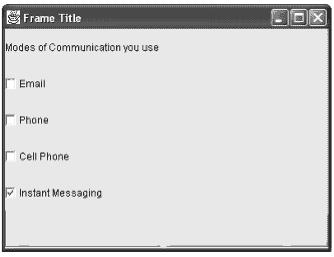 Frame Title
Modes of Communication you use
Email
Phone
Cell Phone
Instant Messaging